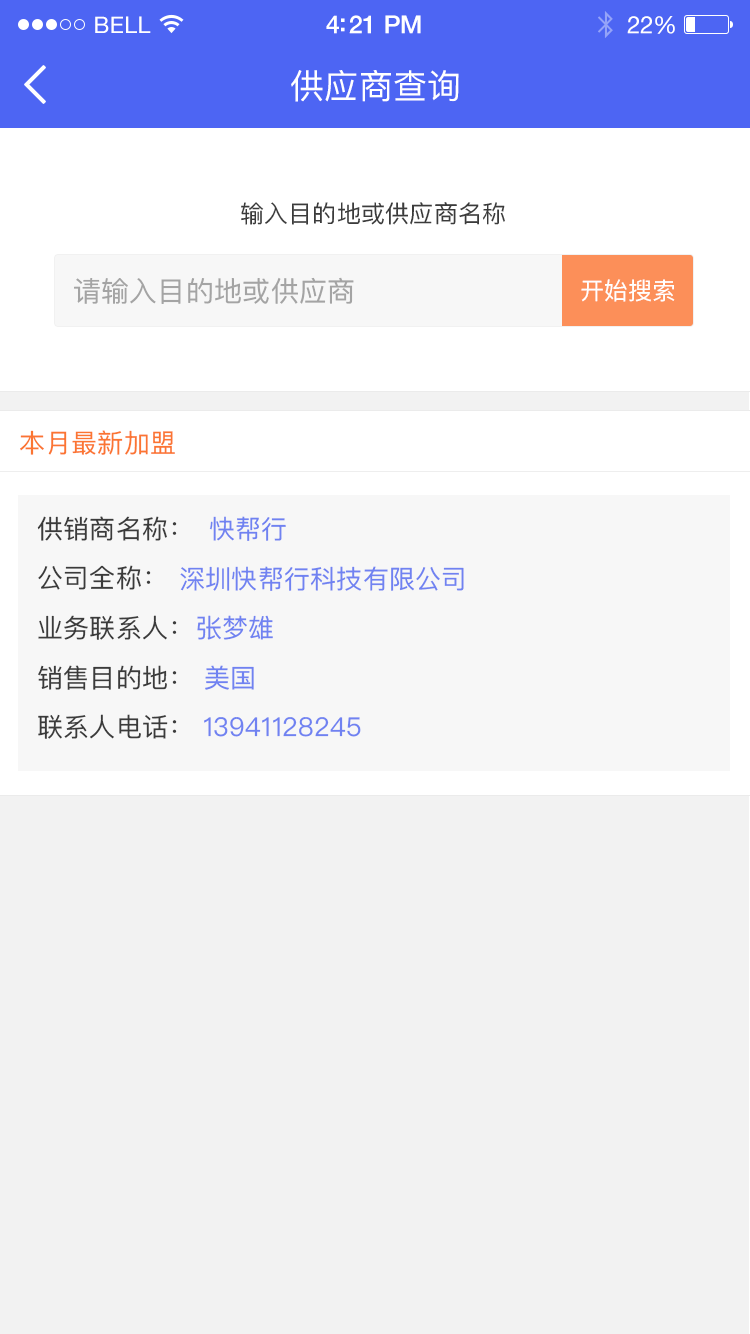 BELL 4:21 PM 22%
供应商查询
输入目的地或供应商名称
请输入目的地或供应商 开始搜索
本月最新加盟
供销商名称： 快帮行
公司全称： 深圳快帮行科技有限公司
业务联系人： 张梦雄
销售目的地： 美国
联系人电话： 13941128245